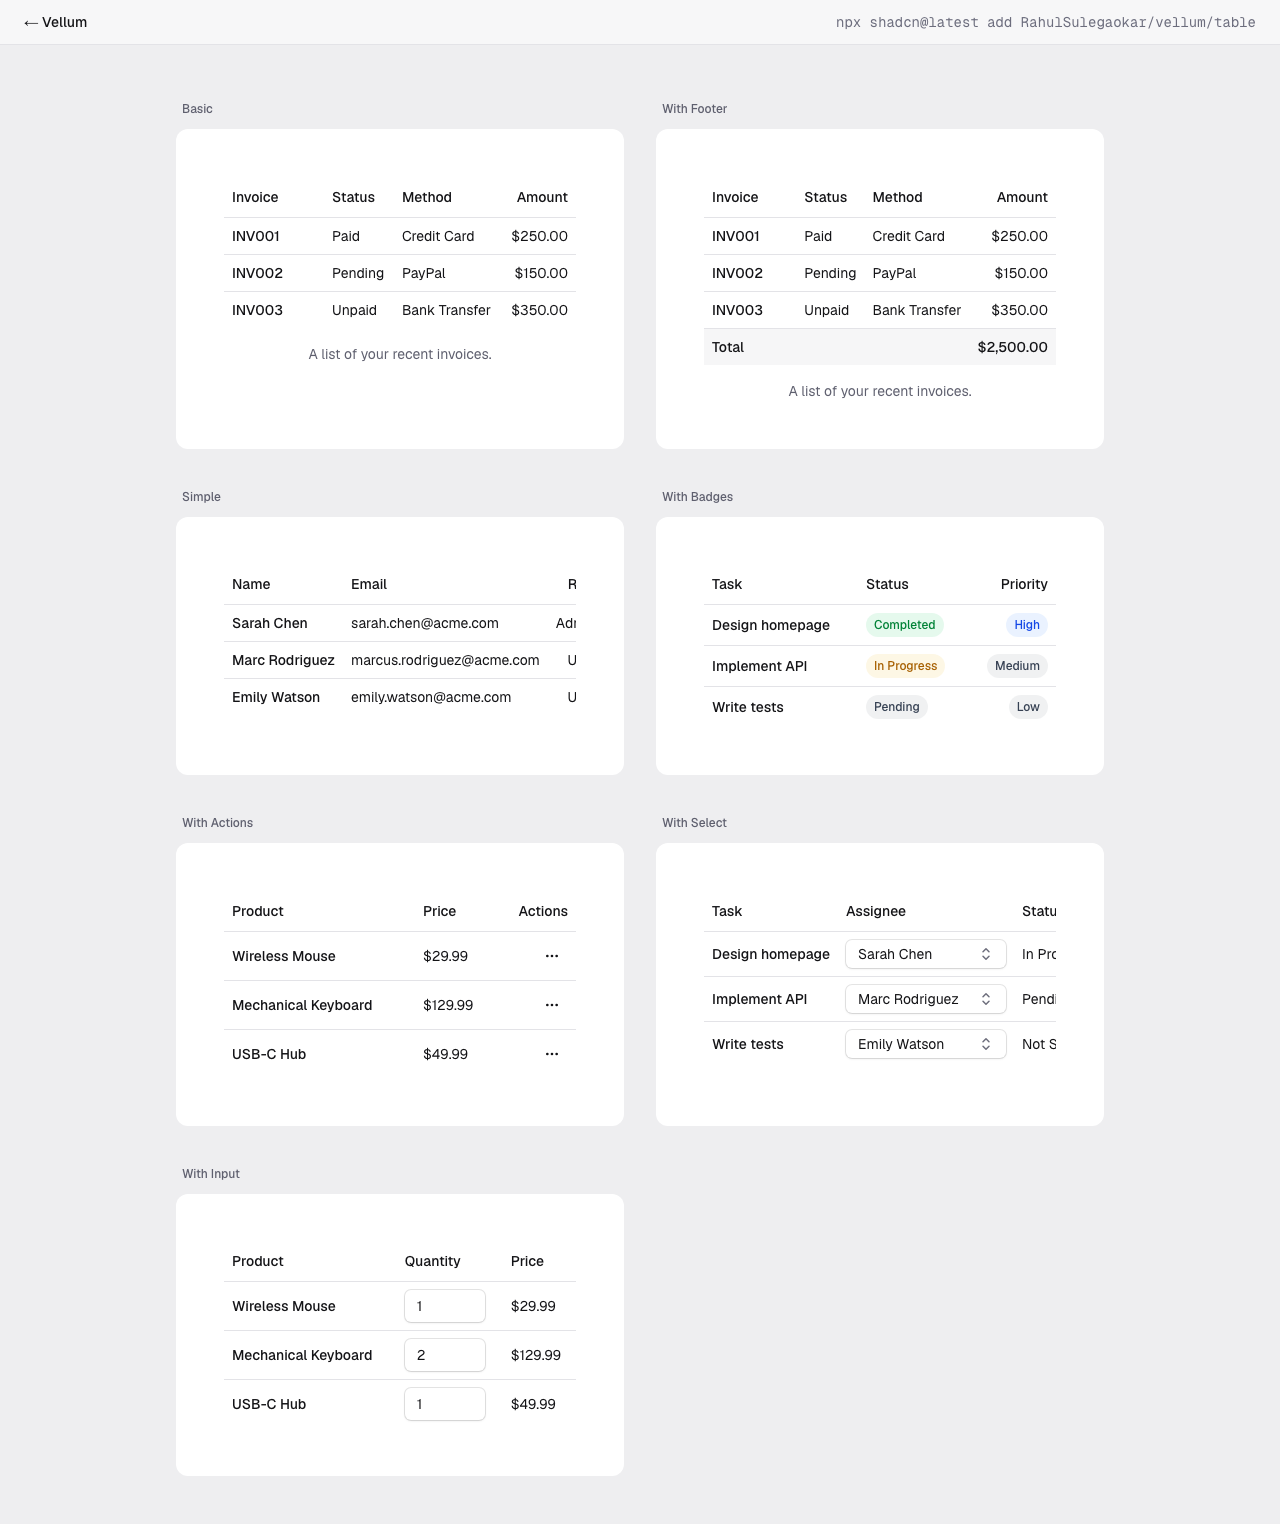 ← Vellum
npx shadcn@latest add RahulSulegaokar/vellum/table
Basic
Invoice Status Method Amount
INV001 Paid Credit Card $250.00
INV002 Pending PayPal $150.00
INV003 Unpaid Bank Transfer $350.00
A list of your recent invoices.
With Footer
Invoice Status Method Amount
INV001 Paid Credit Card $250.00
INV002 Pending PayPal $150.00
INV003 Unpaid Bank Transfer $350.00
Total $2,500.00
A list of your recent invoices.
Simple
Name Email R
Sarah Chen sarah.chen@acme.com Adr
Marc Rodriguez marcus.rodriguez@acme.com U
Emily Watson emily.watson@acme.com U
With Badges
Task Status Priority
Design homepage Completed High
Implement API In Progress Medium
Write tests Pending Low
With Actions
Product Price Actions
Wireless Mouse $29.99 ···
Mechanical Keyboard $129.99 ···
USB-C Hub $49.99 ···
With Select
Task Assignee Statu
Design homepage Sarah Chen In Pro
Implement API Marc Rodriguez Pendi
Write tests Emily Watson Not S
With Input
Product Quantity Price
Wireless Mouse 1 $29.99
Mechanical Keyboard 2 $129.99
USB-C Hub 1 $49.99